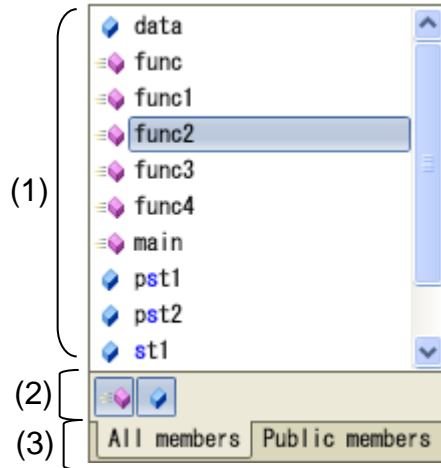 data
func
func1
func2
(1) func3
func4
main
pst1
pst2
st1
(2)
(3) All members Public members